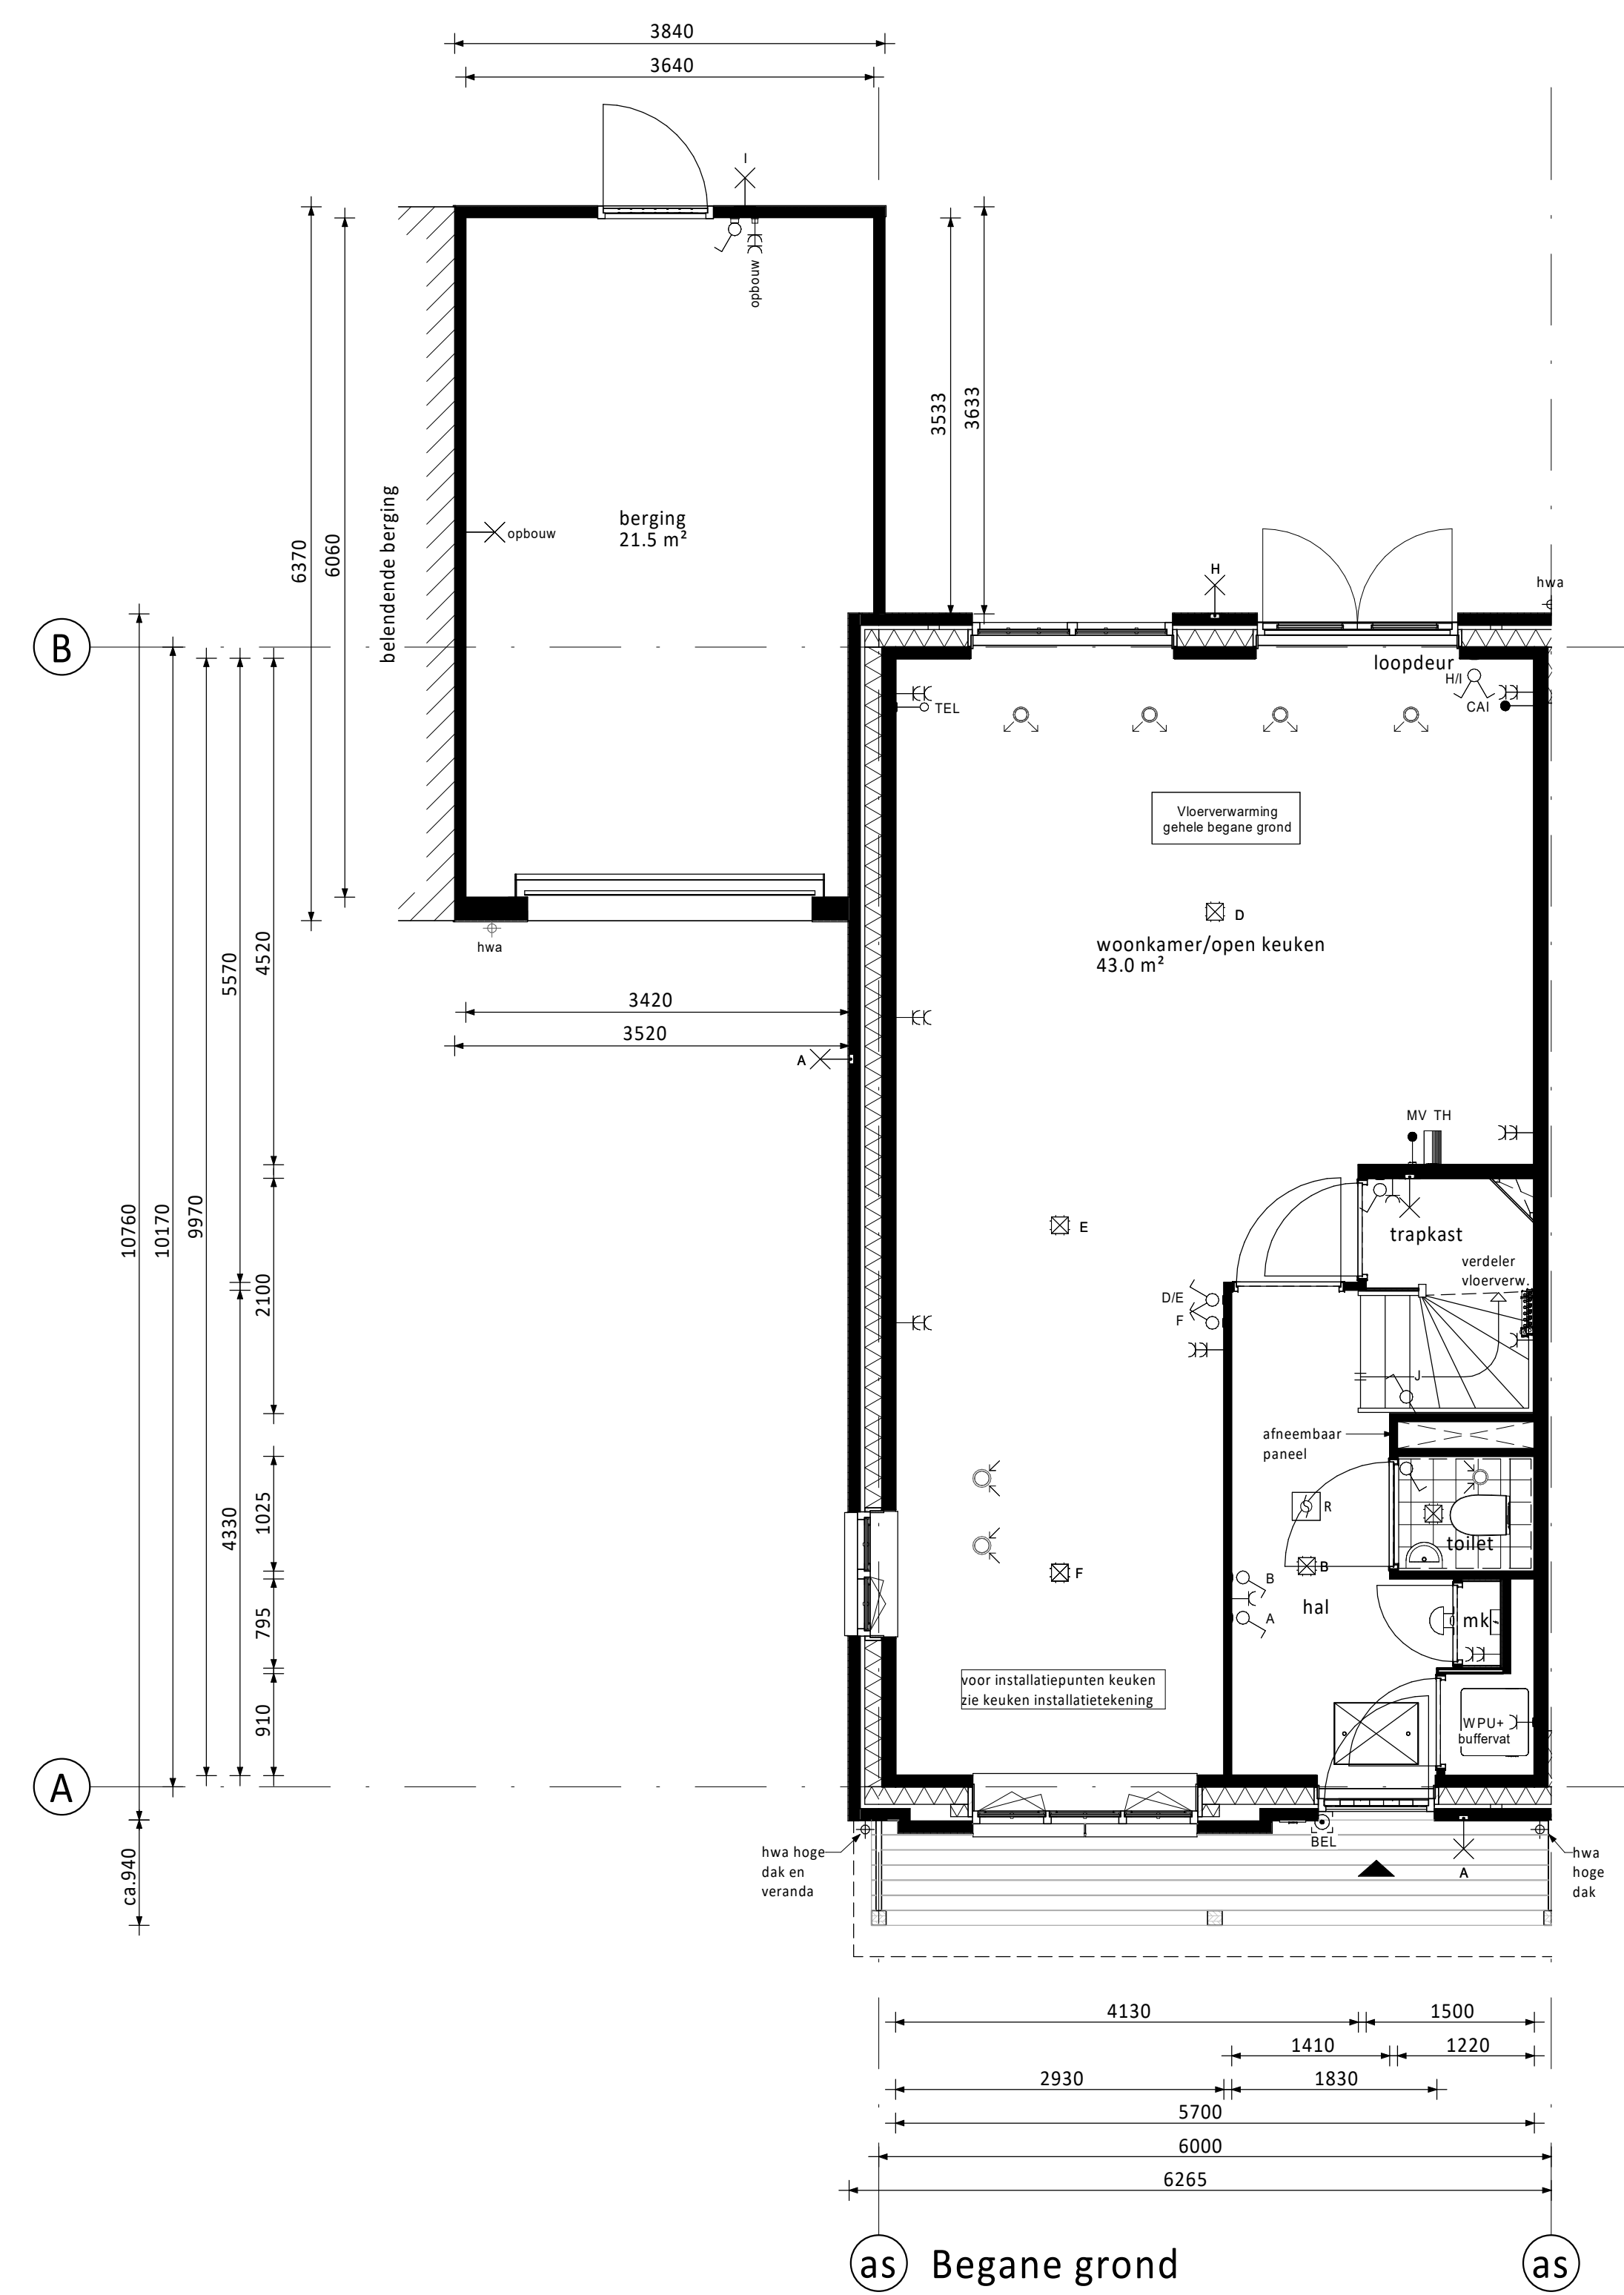 3840
3640
I
opbouw
3533
3633
belendende berging
6370
6060
berging
21.5 m²
opbouw
H
hwa
B
loopdeur
H/I
TEL
CAI
Vloerverwarming
gehele begane grond
D
woonkamer/open keuken
43.0 m²
hwa
5570
4520
3420
3520
A
MV TH
10760
10170
9970
E
trapkast
verdeler
vloerverw.
2100
D/E
F
J
afneembaar
paneel
4330
1025
R
toilet
F
B
B
A
hal
mk
795
910
voor installatiepunten keuken
zie keuken installatietekening
WPU+
buffervat
A
BEL
hwa hoge
dak en
veranda
A
hwa
hoge
dak
ca.940
4130
1500
1410
1220
2930
1830
5700
6000
6265
as
Begane grond
as